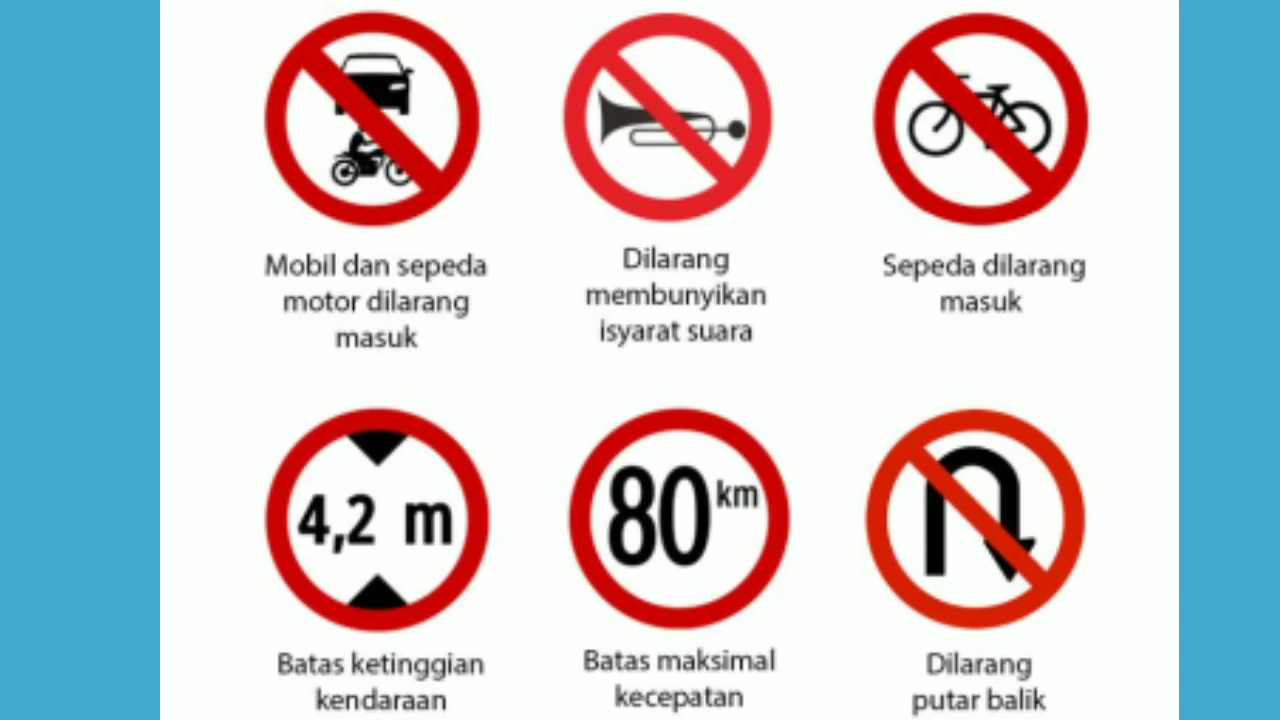 Mobil dan sepeda
motor dilarang
masuk
Dilarang
membunyikan
isyarat suara
Sepeda dilarang
masuk
4,2 m
Batas ketinggian
kendaraan
80 km
Batas maksimal
kecepatan
Dilarang
putar balik